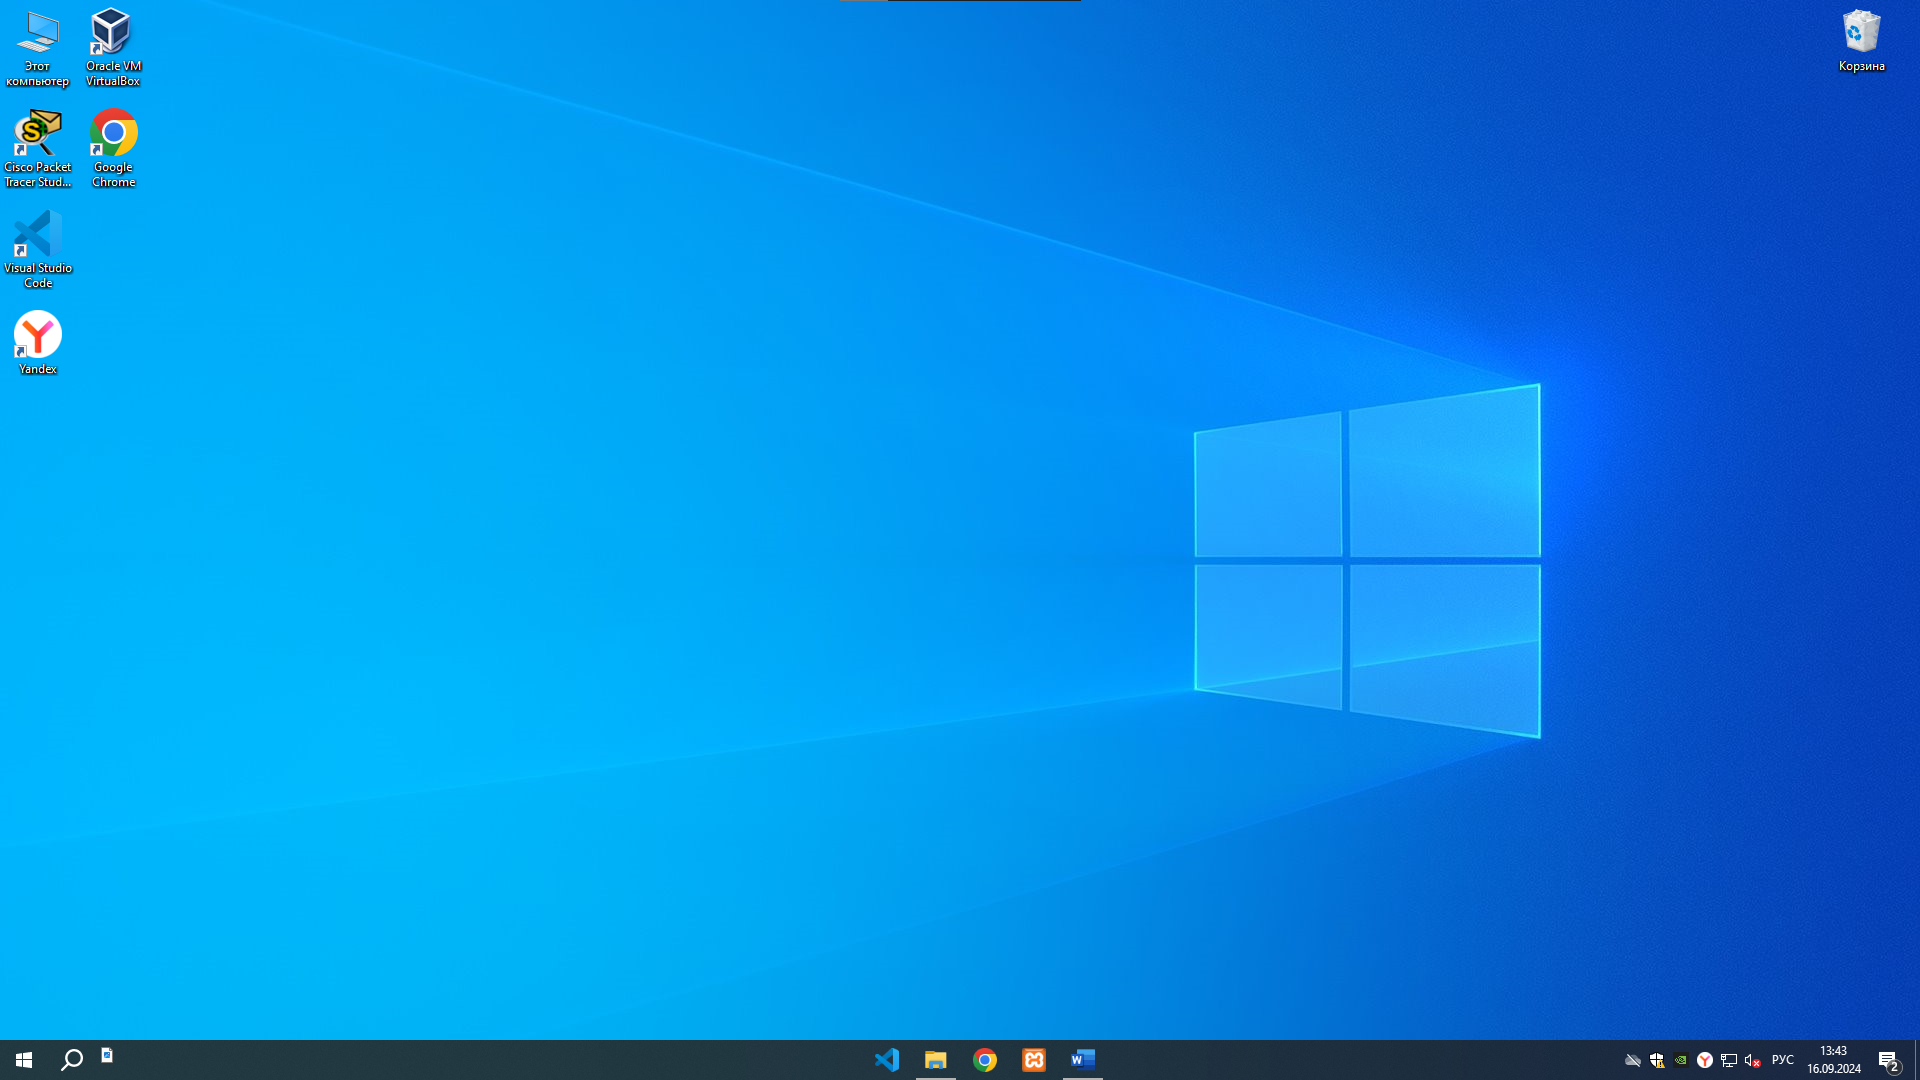 Этот
компьютер
Oracle VM
VirtualBox
Cisco Packet
Tracer Stud...
Google
Chrome
Visual Studio
Code
Yandex
Корзина
РУС
13:43
16.09.2024
2